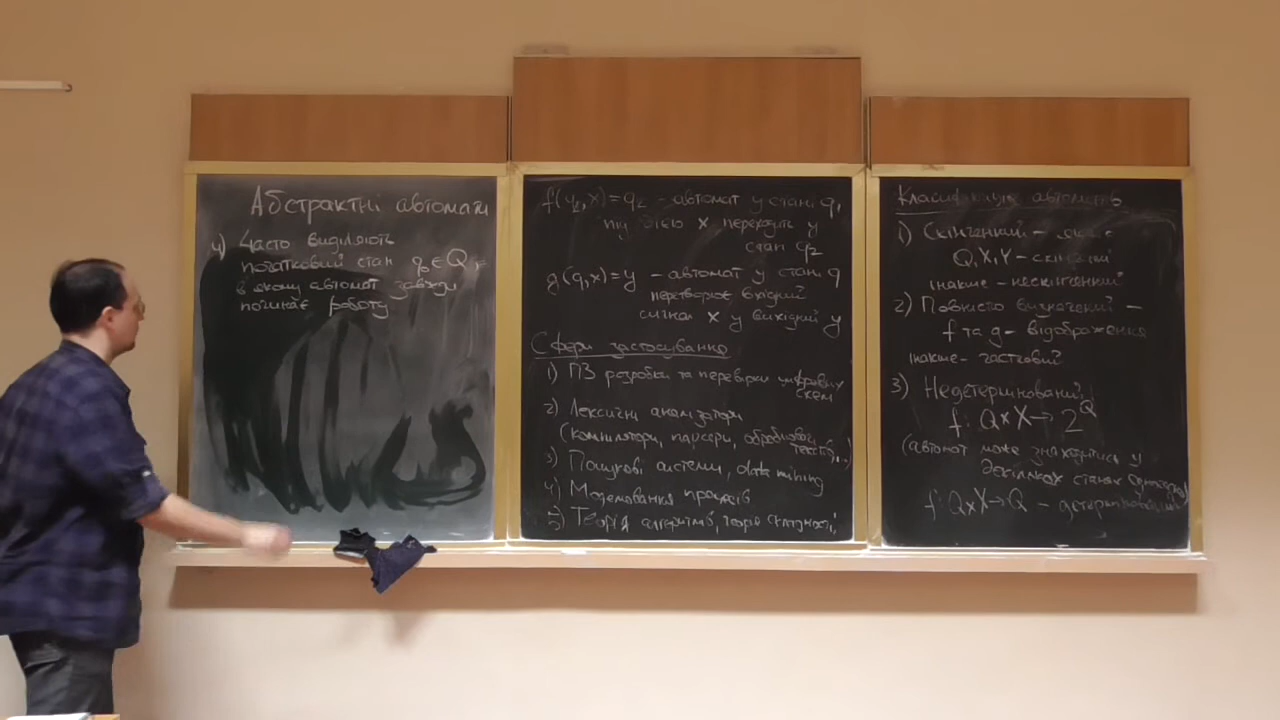 Абстрактні автомати
4) Часто виділяють
початковий стан q₀ ∈ Q,
в якому автомат завжди
починає роботу
f(q₁,x)=q₂ - автомат у стані q₁
під дією x переходить у
стан q₂
g(q,x)=y - автомат у стані q
перетворює вхідний
сигнал x у вихідний y
Сфери застосування
1) ПЗ розробки та перевірки цифрових
схем
2) Лексичні аналізатори
(компілятори, парсери, обробники
текстів,...)
3) Пошукові системи, data mining
4) Моделювання процесів
5) Теорія алгоритмів, теорія складності
Класифікація автоматів
1) Скінченний - якщо
Q,X,Y - скінченні
інакше - нескінченний
2) Повністю визначений -
f та g - відображення
інакше - частковий
3) Недетермінований
f: Q×X→2^Q
(автомат може знаходитись у
декількох станах одночасно)
f: Q×X→Q - детермінований